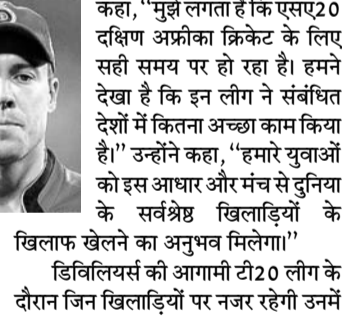 कहा, ‘‘मुझे लगता है कि एसए20
दक्षिण अफ्रीका क्रिकेट के लिए
सही समय पर हो रहा है। हमने
देखा है कि इन लीग ने संबंधित
देशों में कितना अच्छा काम किया
है।’’ उन्होंने कहा, ‘‘हमारे युवाओं
को इस आधार और मंच से दुनिया
के सर्वश्रेष्ठ खिलाड़ियों के
खिलाफ खेलने का अनुभव मिलेगा।’’
डिविलियर्स की आगामी टी20 लीग के
दौरान जिन खिलाड़ियों पर नजर रहेगी उनमें